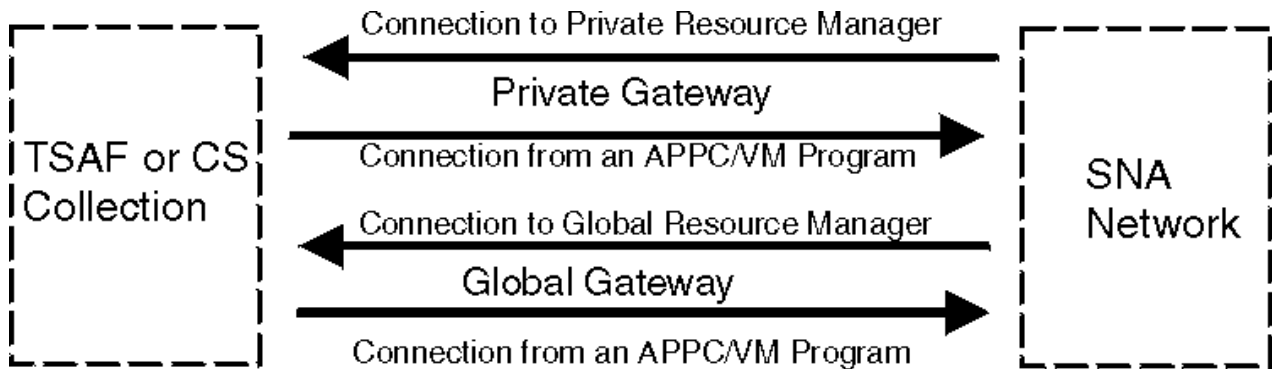 Connection to Private Resource Manager
Private Gateway
TSAF or CS
Collection
Connection from an APPC/VM Program
SNA
Network
Connection to Global Resource Manager
Global Gateway
Connection from an APPC/VM Program